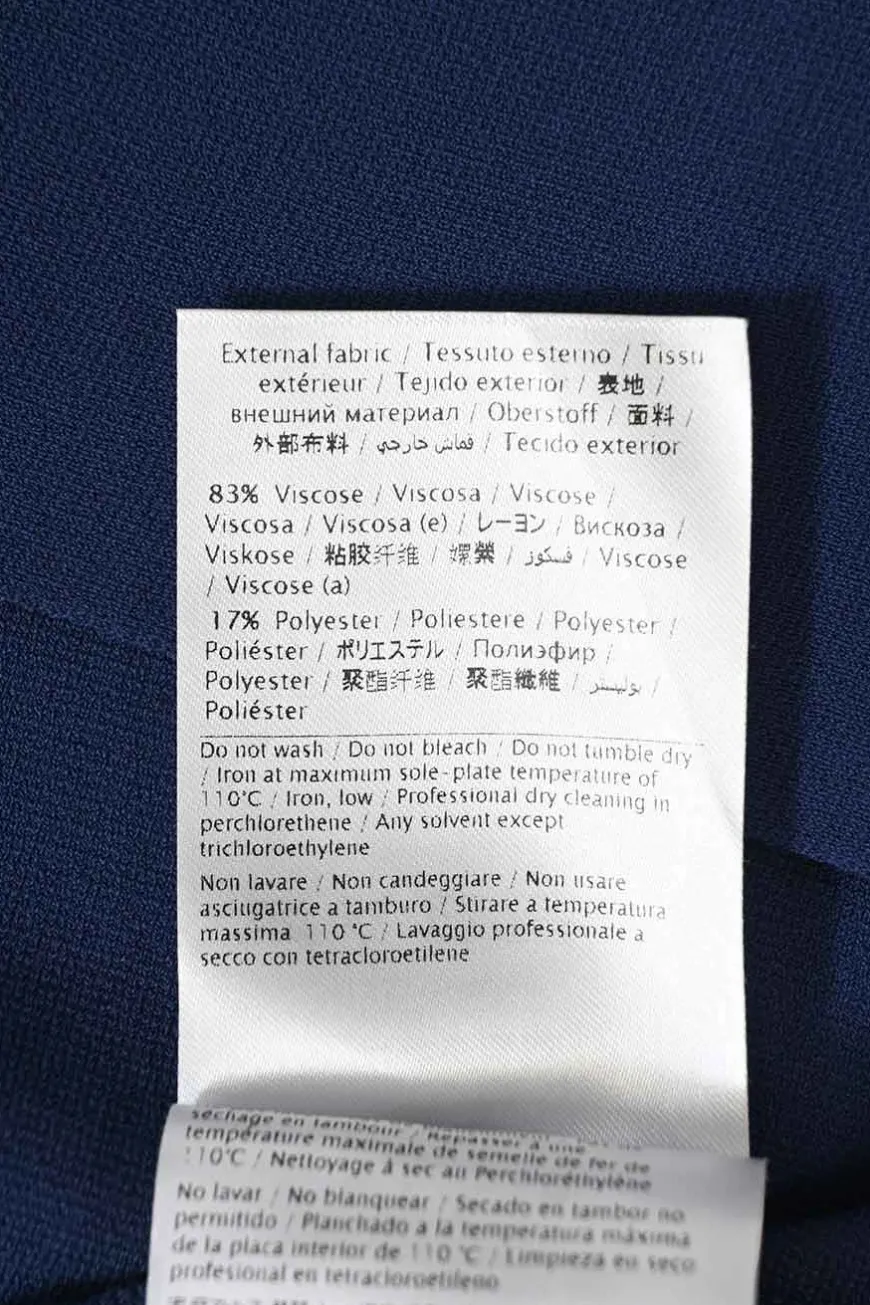 External fabric / Tessuto esterno / Tissu
extérieur / Tejido exterior / 表地 /
внешний материал / Oberstoff / 面料 /
外部布料 / قماش خارجي / Tecido exterior
83% Viscose / Viscosa / Viscose /
Viscosa / Viscosa (e) / レーヨン / Вискоза /
Viskose / 粘胶纤维 / 嫘縈 / فسكوز / Viscose
/ Viscose (a)
17% Polyester / Poliestere / Polyester /
Poliéster / ポリエステル / Полиэфир /
Polyester / 聚酯纤维 / 聚酯纖維 / بوليستر /
Poliéster
Do not wash / Do not bleach / Do not tumble dry
/ Iron at maximum sole-plate temperature of
110°C / Iron, low / Professional dry cleaning in
perchlorethene / Any solvent except
trichloroethylene
Non lavare / Non candeggiare / Non usare
asciugatrice a tamburo / Stirare a temperatura
massima 110 °C / Lavaggio professionale a
secco con tetracloroetilene
séchage en tambour / Repasser à une
température maximale de semelle de fer de
110°C / Nettoyage à sec au Perchloréthylène
No lavar / No blanquear / Secado en tambor no
permitido / Planchado a la temperatura máxima
de la placa interior de 110 °C / Limpieza en seco
profesional en tetracloroetileno